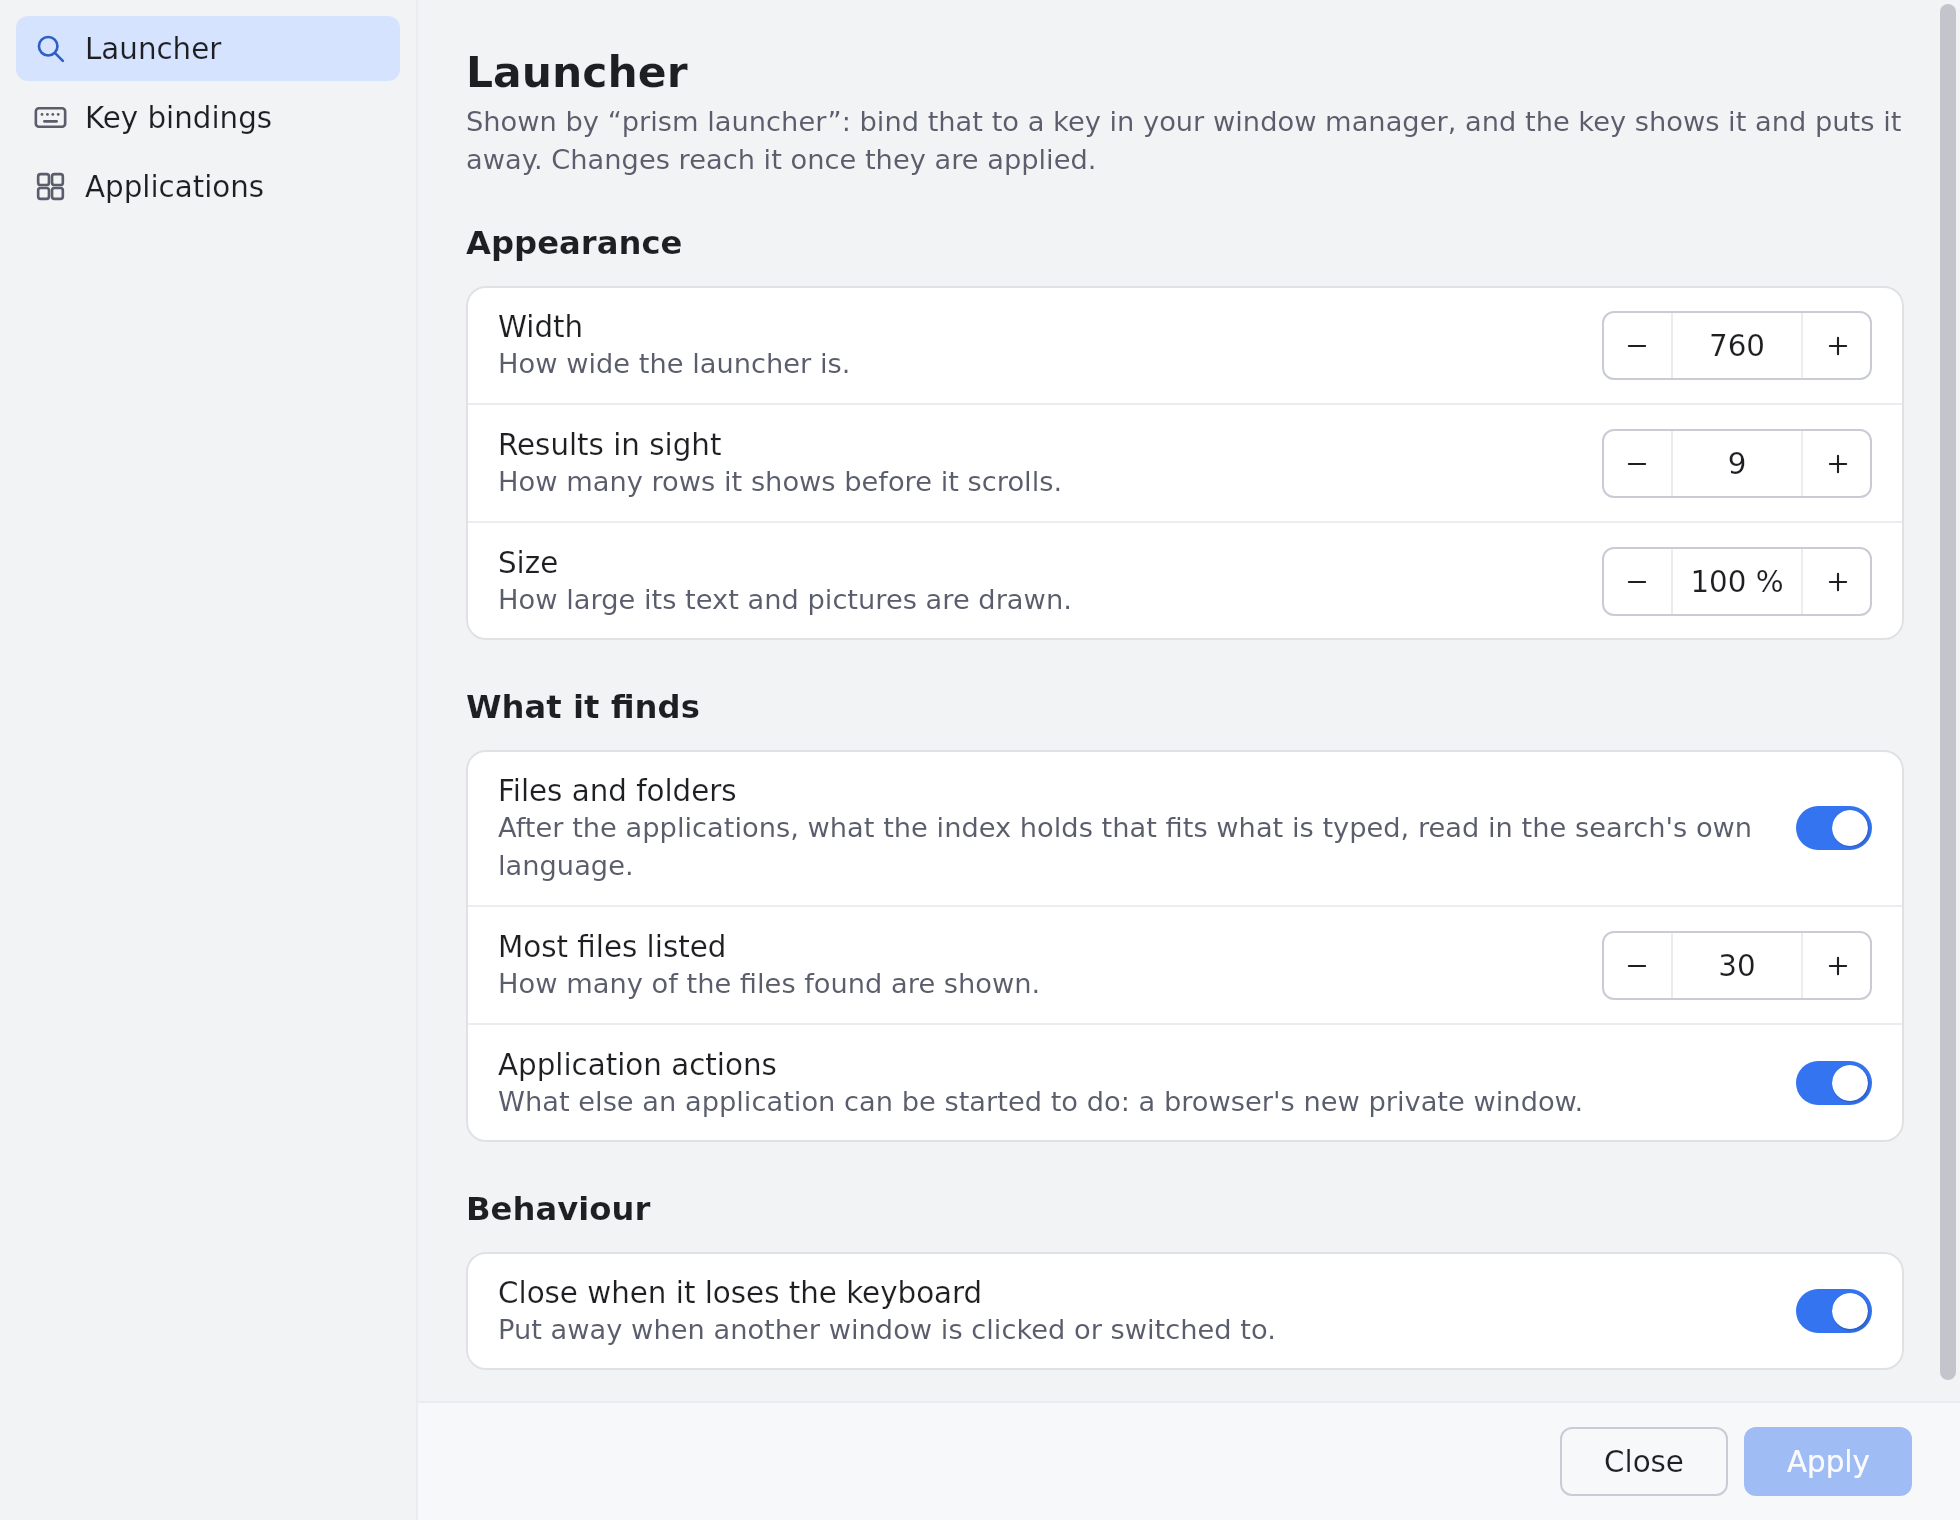 Launcher
Key bindings
Applications
Launcher
Shown by “prism launcher”: bind that to a key in your window manager, and the key shows it and puts it
away. Changes reach it once they are applied.
Appearance
Width
How wide the launcher is.
− 760 +
Results in sight
How many rows it shows before it scrolls.
− 9 +
Size
How large its text and pictures are drawn.
− 100 % +
What it finds
Files and folders
After the applications, what the index holds that fits what is typed, read in the search's own
language.
Most files listed
How many of the files found are shown.
− 30 +
Application actions
What else an application can be started to do: a browser's new private window.
Behaviour
Close when it loses the keyboard
Put away when another window is clicked or switched to.
Close
Apply